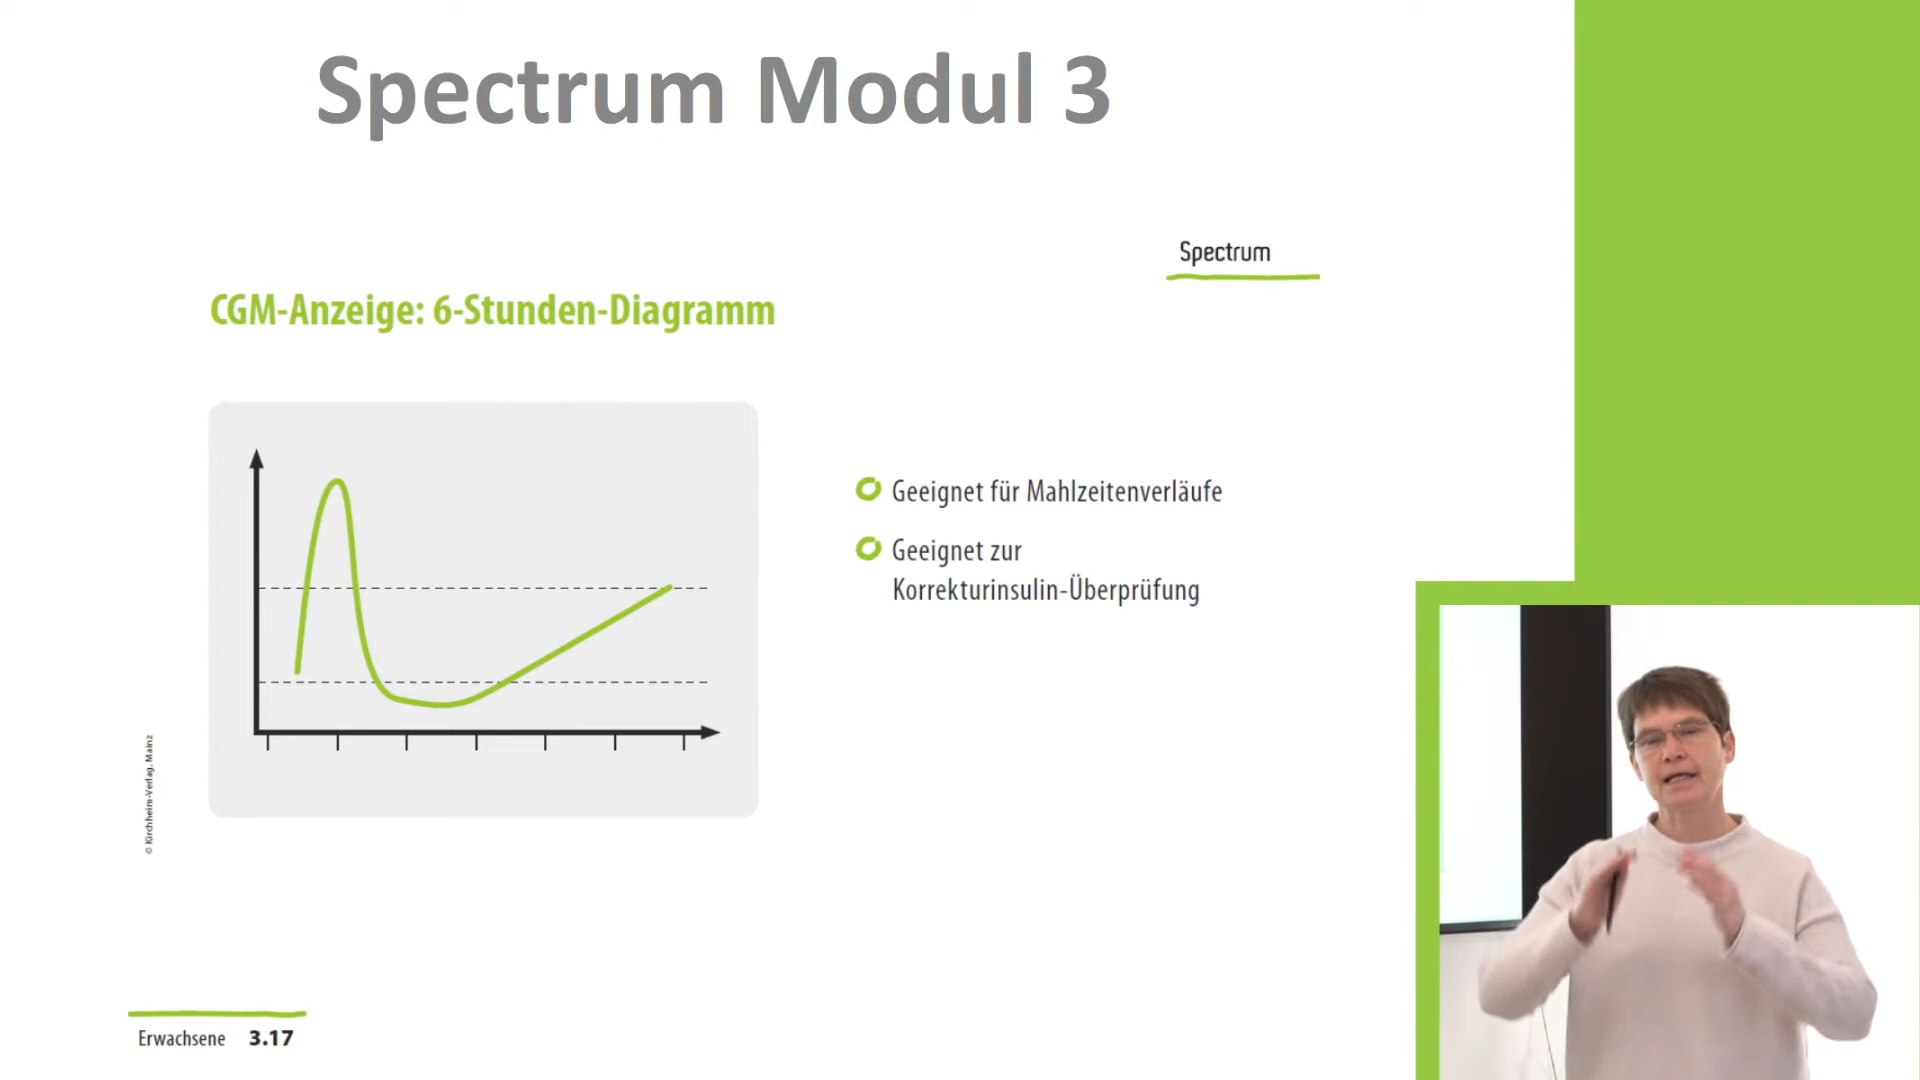 Spectrum Modul 3
Spectrum
CGM-Anzeige: 6-Stunden-Diagramm
Geeignet für Mahlzeitenverläufe
Geeignet zur
Korrekturinsulin-Überprüfung
© Kirchheim-Verlag, Mainz
Erwachsene 3.17